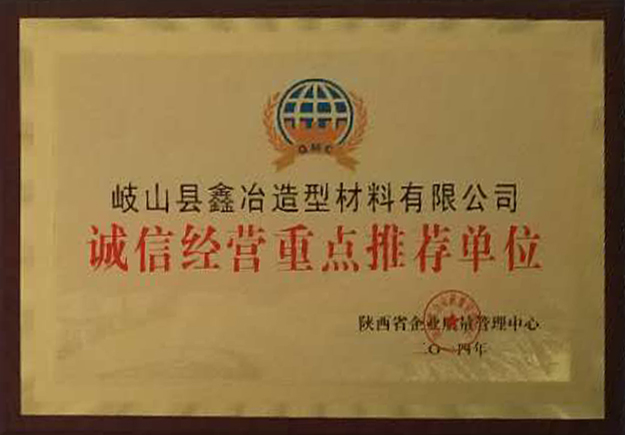 QMC
岐山县鑫冶造型材料有限公司
诚信经营重点推荐单位
陕西省企业质量管理中心
二〇一四年